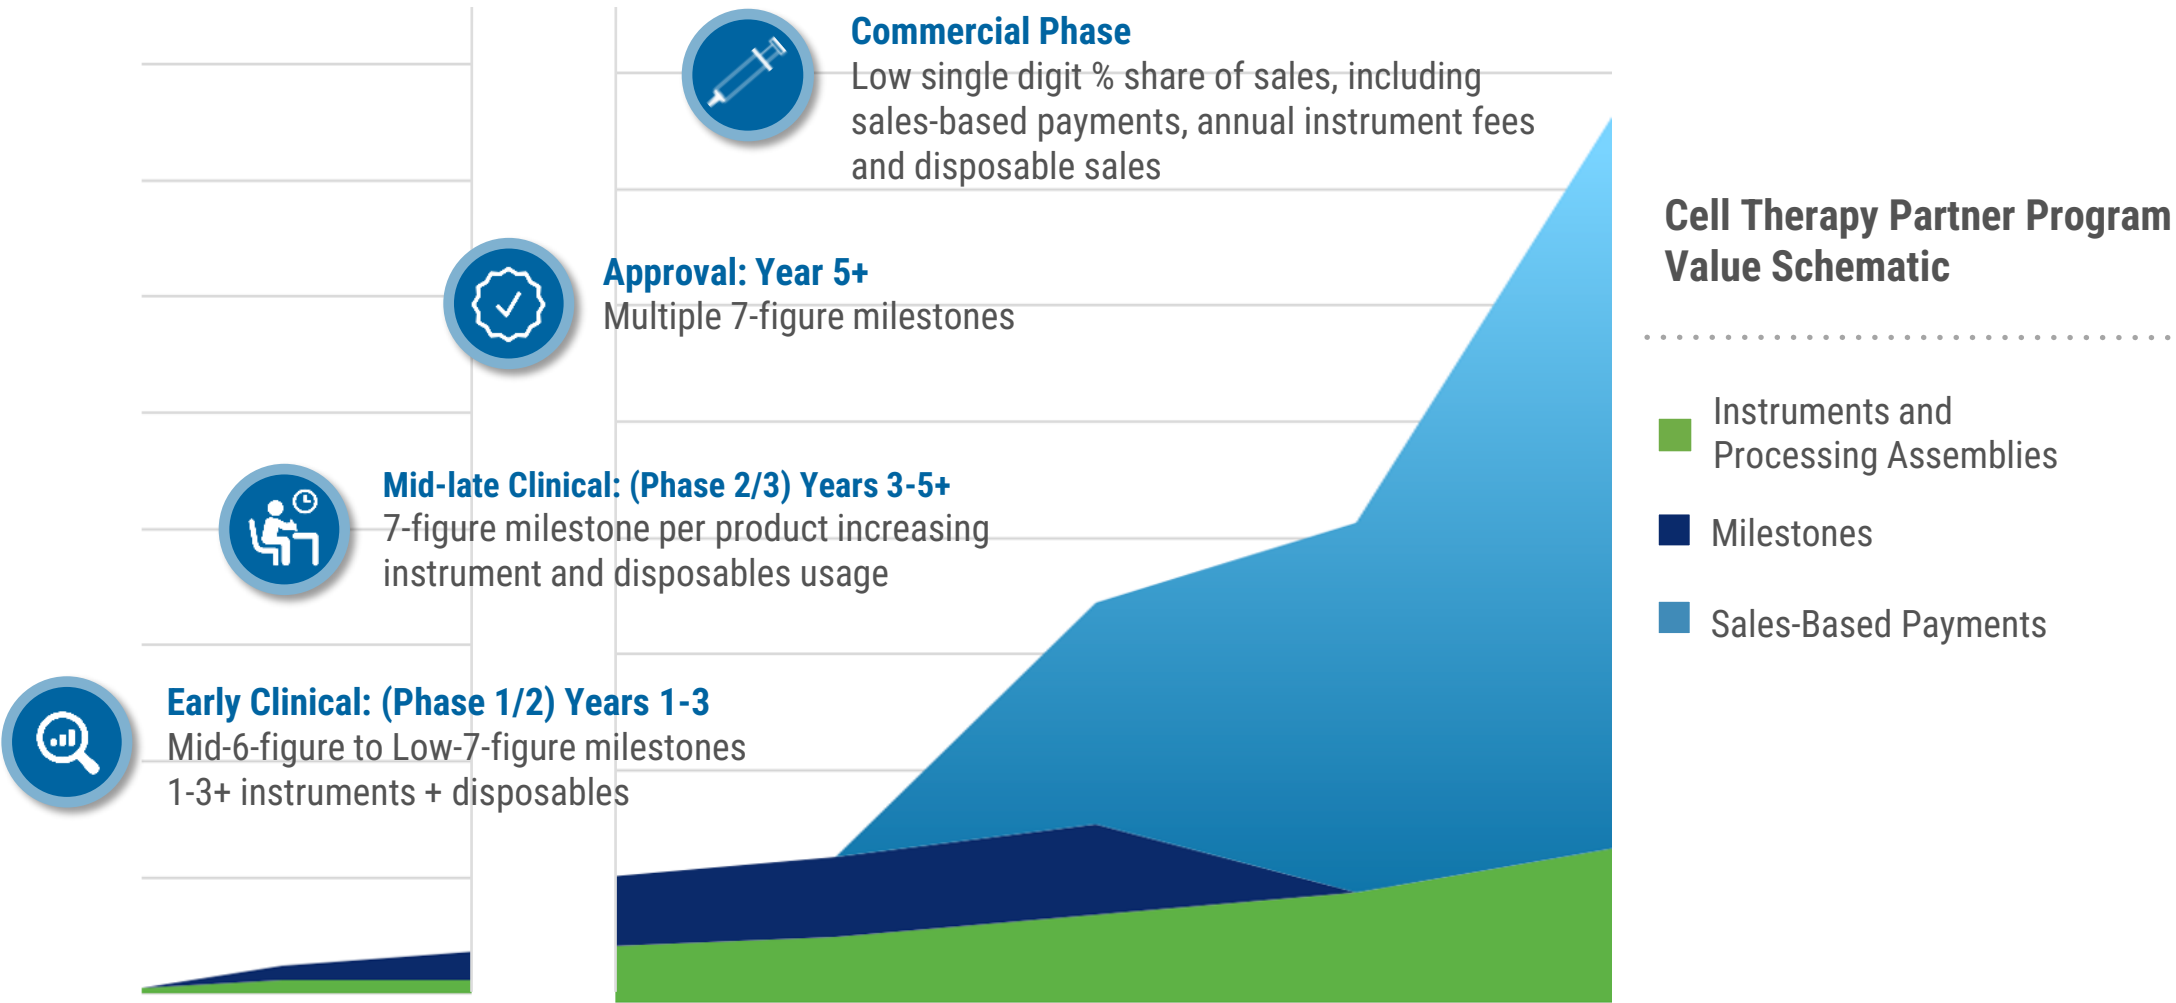 Commercial Phase
Low single digit % share of sales, including
sales-based payments, annual instrument fees
and disposable sales
Approval: Year 5+
Multiple 7-figure milestones
Mid-late Clinical: (Phase 2/3) Years 3-5+
7-figure milestone per product increasing
instrument and disposables usage
Early Clinical: (Phase 1/2) Years 1-3
Mid-6-figure to Low-7-figure milestones
1-3+ instruments + disposables
Cell Therapy Partner Program
Value Schematic
Instruments and
Processing Assemblies
Milestones
Sales-Based Payments